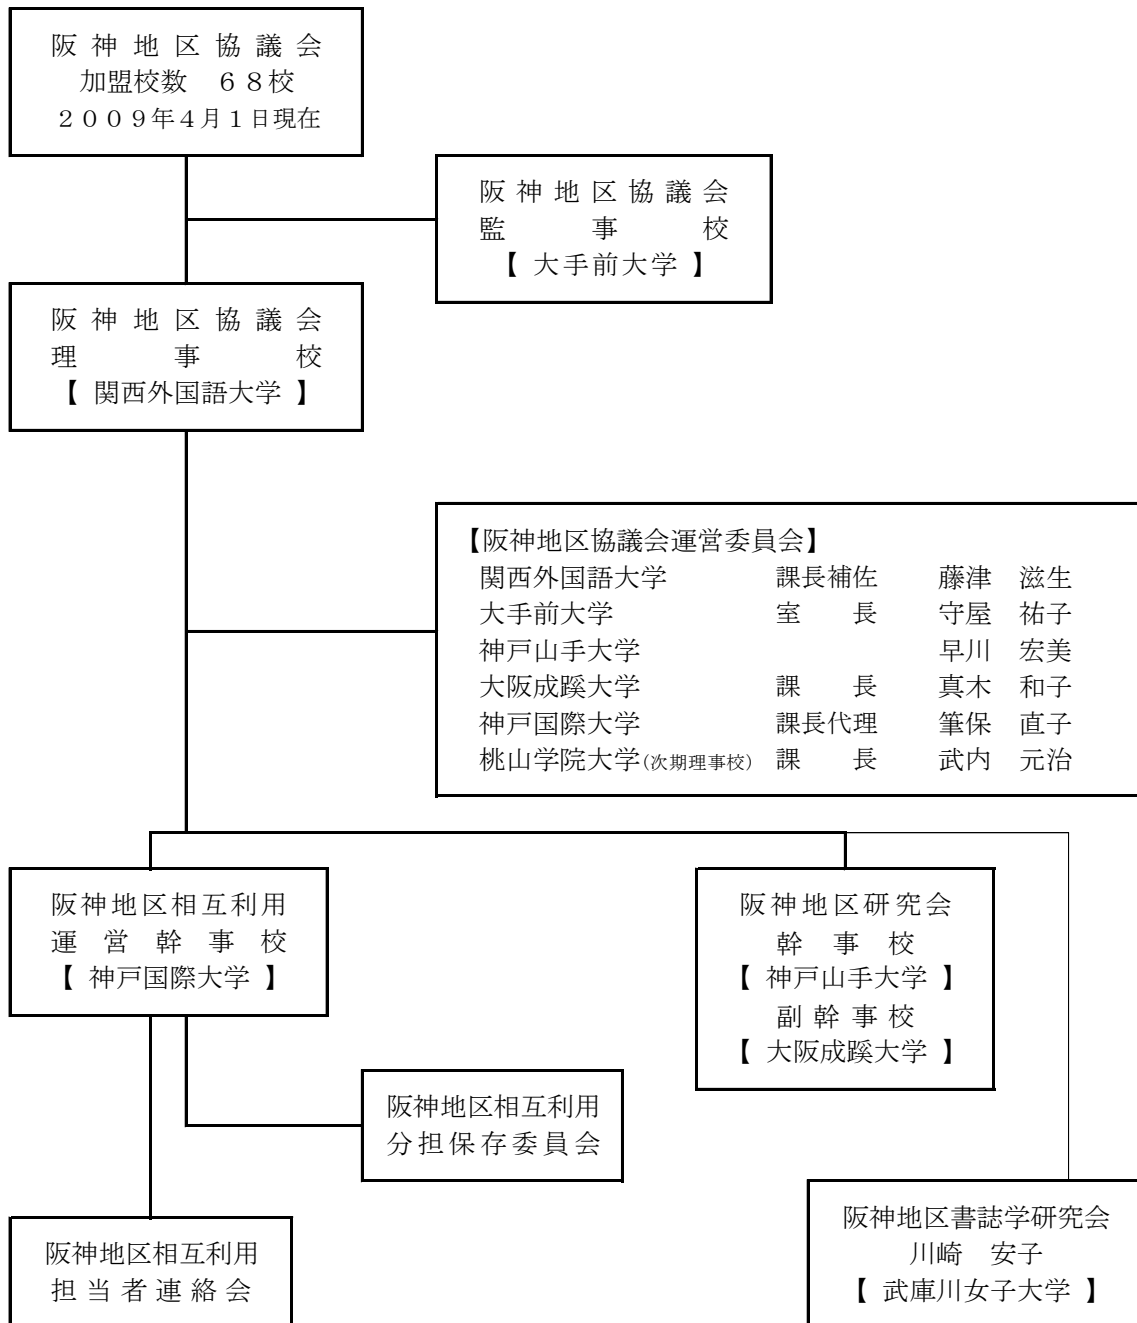 阪神地区協議会
加盟校数 68校
2009年4月1日現在
阪神地区協議会
監事校
【 大手前大学 】
阪神地区協議会
理事校
【 関西外国語大学 】
【阪神地区協議会運営委員会】
関西外国語大学 課長補佐 藤津 滋生
大手前大学 室長 守屋 祐子
神戸山手大学 早川 宏美
大阪成蹊大学 課長 真木 和子
神戸国際大学 課長代理 筆保 直子
桃山学院大学(次期理事校) 課長 武内 元治
阪神地区相互利用
運営幹事校
【 神戸国際大学 】
阪神地区研究会
幹事校
【 神戸山手大学 】
副幹事校
【 大阪成蹊大学 】
阪神地区相互利用
分担保存委員会
阪神地区相互利用
担当者連絡会
阪神地区書誌学研究会
川崎 安子
【 武庫川女子大学 】